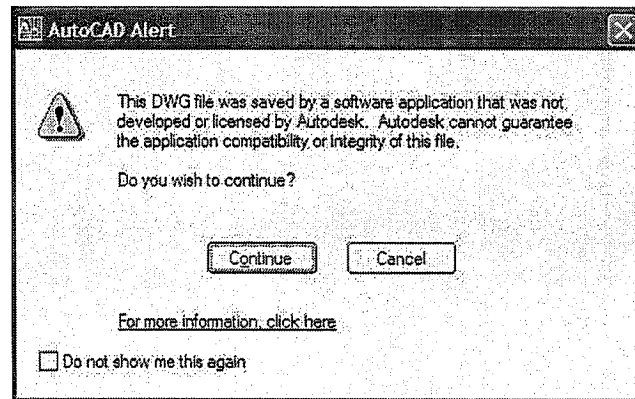 AutoCAD Alert
This DWG file was saved by a software application that was not
developed or licensed by Autodesk. Autodesk cannot guarantee
the application compatibility or integrity of this file.
Do you wish to continue?
Continue Cancel
For more information, click here
Do not show me this again